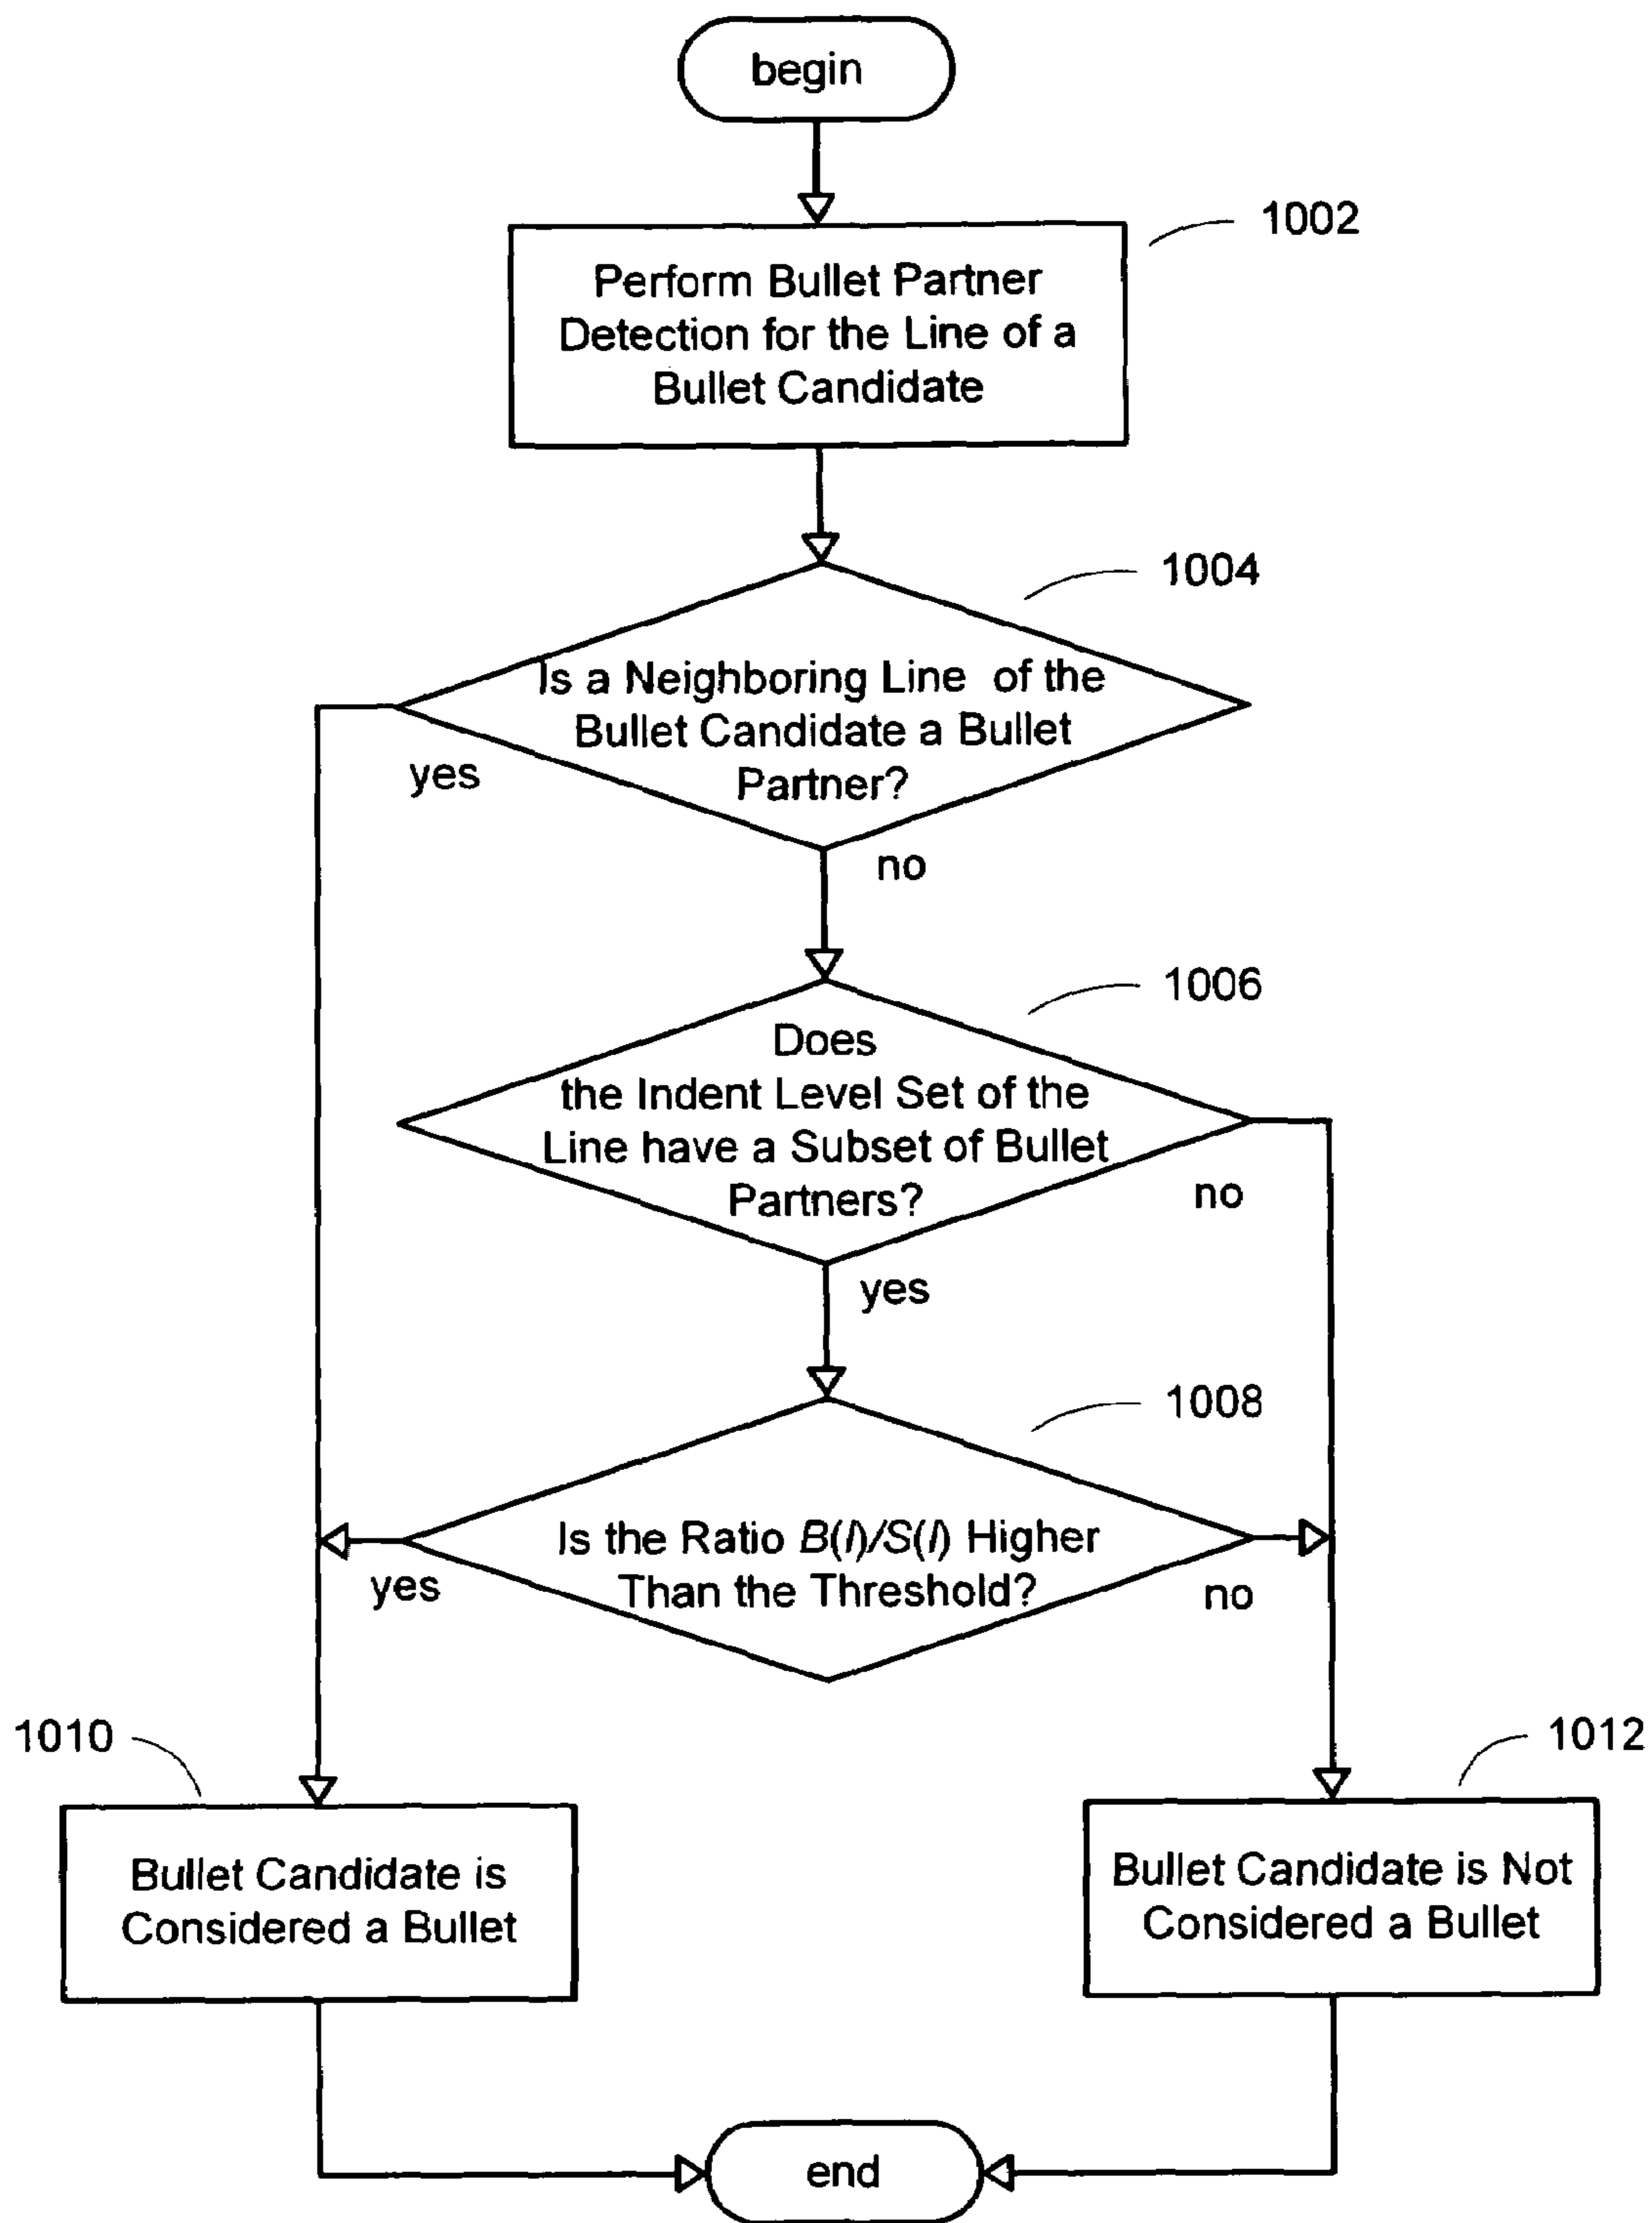 begin
1002
Perform Bullet Partner
Detection for the Line of a
Bullet Candidate
1004
Is a Neighboring Line of the
Bullet Candidate a Bullet
Partner?
yes
no
1006
Does
the Indent Level Set of the
Line have a Subset of Bullet
Partners?
no
yes
1008
Is the Ratio B(l)/S(l) Higher
Than the Threshold?
yes
no
1010
1012
Bullet Candidate is
Considered a Bullet
Bullet Candidate is Not
Considered a Bullet
end